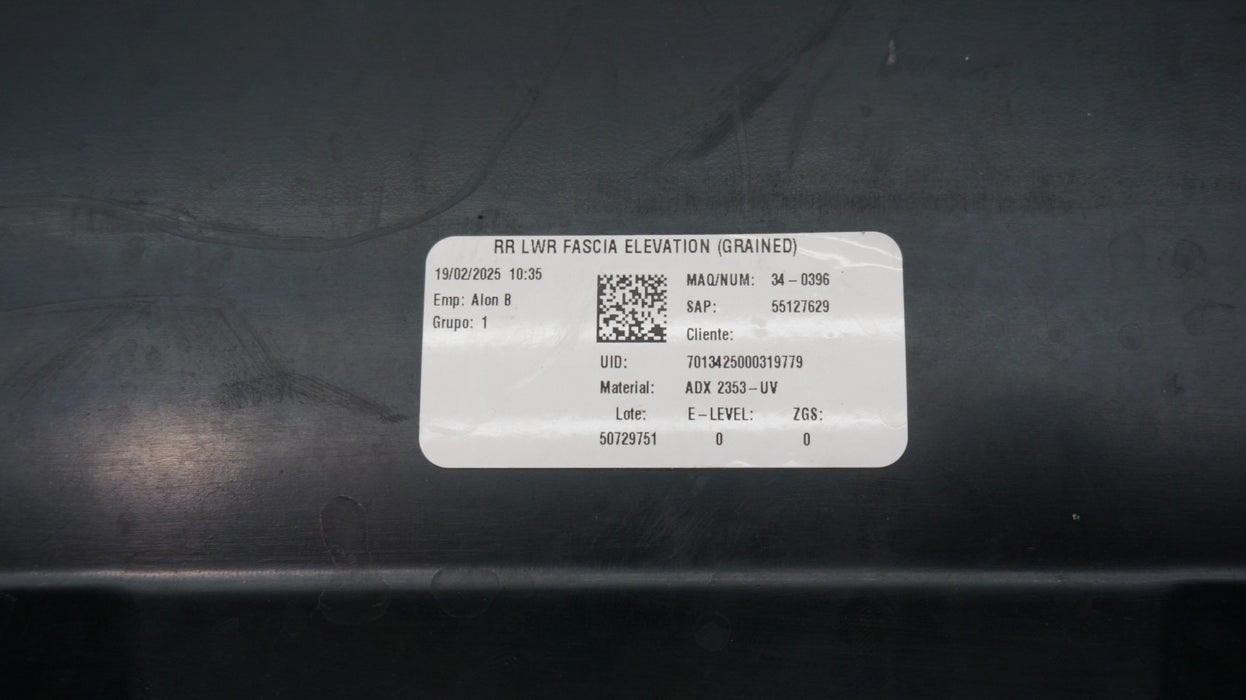 RR LWR FASCIA ELEVATION (GRAINED)
19/02/2025 10:35
Emp: Alon B
Grupo: 1
MAQ/NUM: 34-0396
SAP: 55127629
Cliente:
UID: 7013425000319779
Material: ADX 2353-UV
Lote: E-LEVEL: ZGS:
50729751 0 0